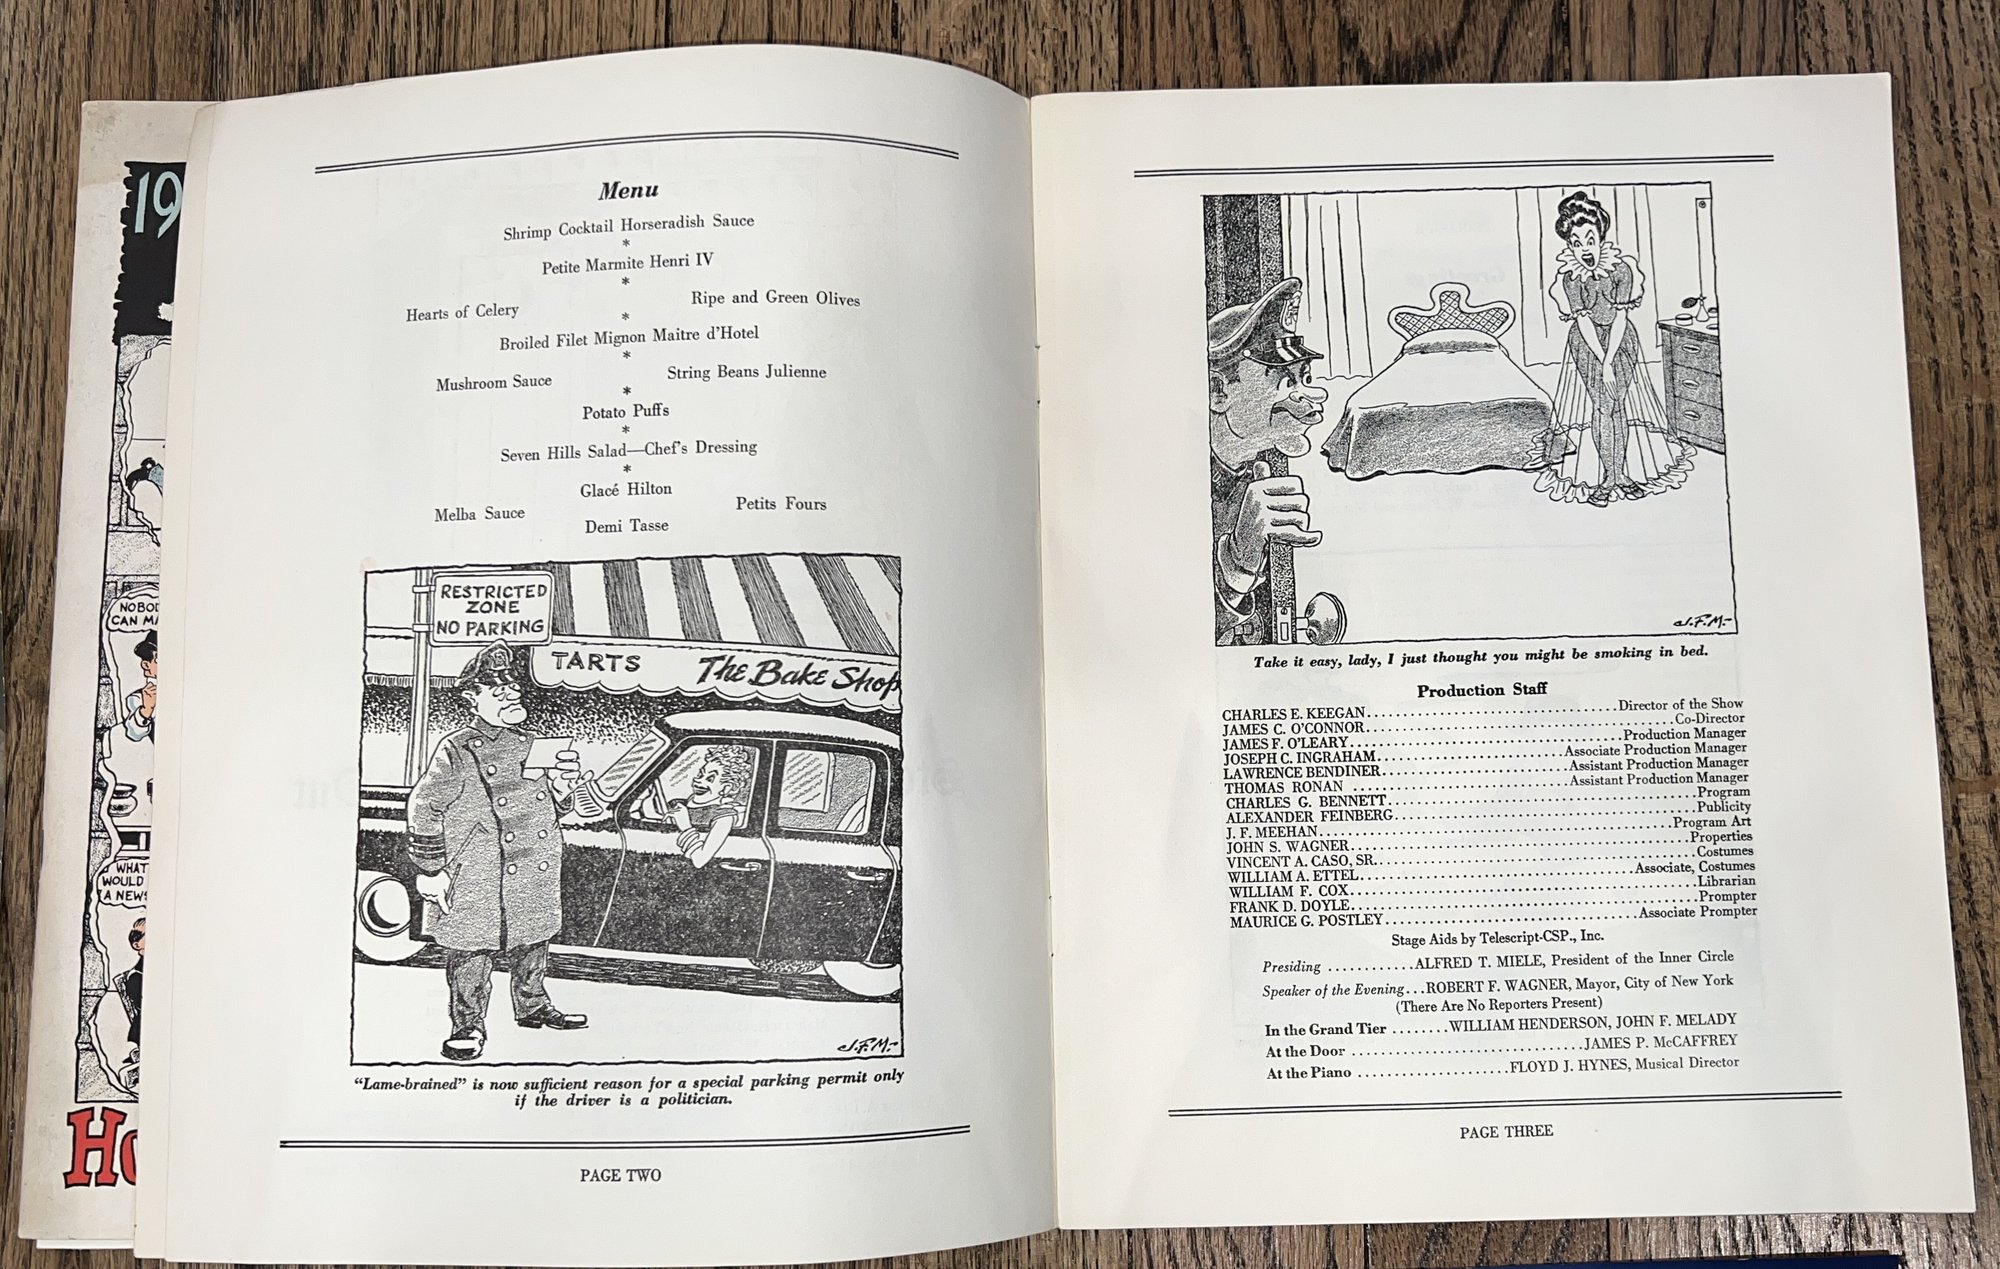 19
NOBO
CAN MA
WHAT
WOULD
A NEWS
Ho
Menu
Shrimp Cocktail Horseradish Sauce
*
Petite Marmite Henri IV
*
Hearts of Celery Ripe and Green Olives
*
Broiled Filet Mignon Maitre d'Hotel
*
Mushroom Sauce String Beans Julienne
*
Potato Puffs
*
Seven Hills Salad—Chef's Dressing
*
Glacé Hilton
Melba Sauce Petits Fours
Demi Tasse
RESTRICTED
ZONE
NO PARKING
TARTS The Bake Shop
J.F.M.
"Lame-brained" is now sufficient reason for a special parking permit only
if the driver is a politician.
PAGE TWO
J.F.M.
Take it easy, lady, I just thought you might be smoking in bed.
Production Staff
CHARLES E. KEEGAN Director of the Show
JAMES C. O'CONNOR Co-Director
JAMES F. O'LEARY Production Manager
JOSEPH C. INGRAHAM Associate Production Manager
LAWRENCE BENDINER Assistant Production Manager
THOMAS RONAN Assistant Production Manager
CHARLES G. BENNETT Program
ALEXANDER FEINBERG Publicity
J. F. MEEHAN Program Art
JOHN S. WAGNER Properties
VINCENT A. CASO, SR. Costumes
WILLIAM A. ETTEL Associate, Costumes
WILLIAM F. COX Librarian
FRANK D. DOYLE Prompter
MAURICE G. POSTLEY Associate Prompter
Stage Aids by Telescript-CSP., Inc.
Presiding ............ALFRED T. MIELE, President of the Inner Circle
Speaker of the Evening...ROBERT F. WAGNER, Mayor, City of New York
(There Are No Reporters Present)
In the Grand Tier ........WILLIAM HENDERSON, JOHN F. MELADY
At the Door JAMES P. McCAFFREY
At the Piano FLOYD J. HYNES, Musical Director
PAGE THREE